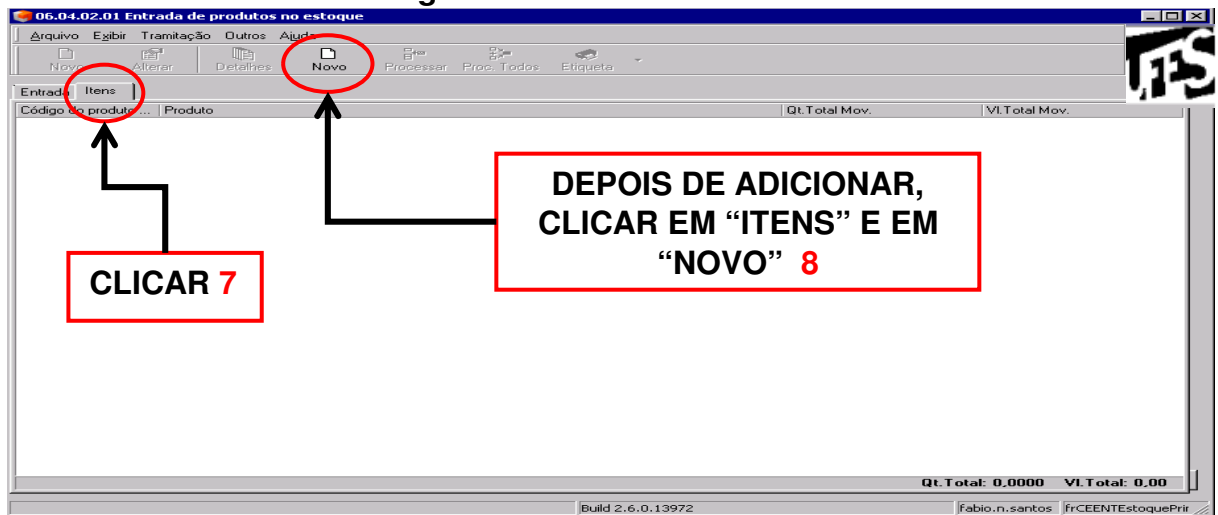 06.04.02.01 Entrada de produtos no estoque
Arquivo Exibir Tramitação Outros Ajuda
Novo Alterar Detalhes Novo Processar Proc. Todos Etiqueta
Entrada Itens
Código do produto ... Produto Qt.Total Mov. Vl.Total Mov.
DEPOIS DE ADICIONAR,
CLICAR EM “ITENS” E EM
“NOVO” 8
CLICAR 7
Qt.Total: 0,0000 Vl.Total: 0,00
Build 2.6.0.13972 fabio.n.santos frCEENTEstoquePrir